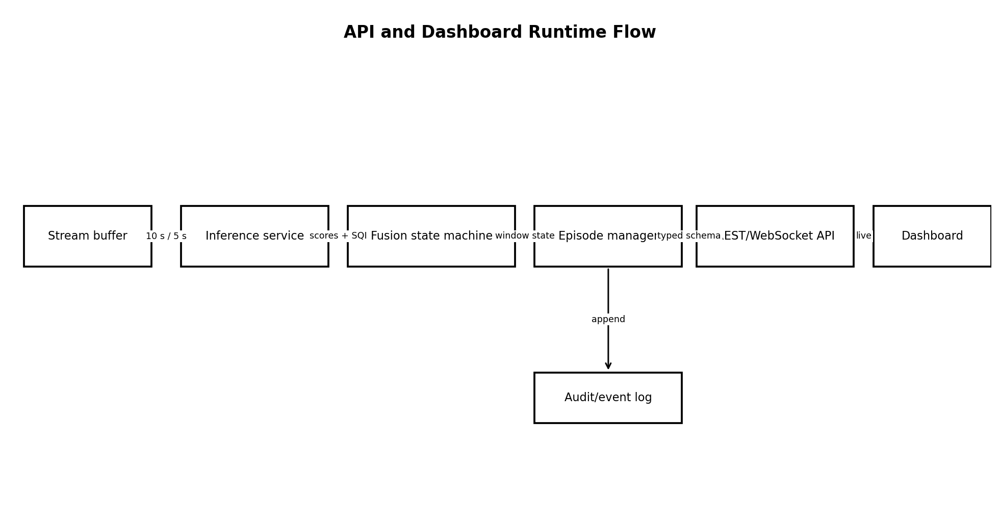 API and Dashboard Runtime Flow
Stream buffer
10 s / 5 s
Inference service
scores + SQI
Fusion state machine
window state
Episode manager
typed schema
EST/WebSocket API
live
Dashboard
append
Audit/event log